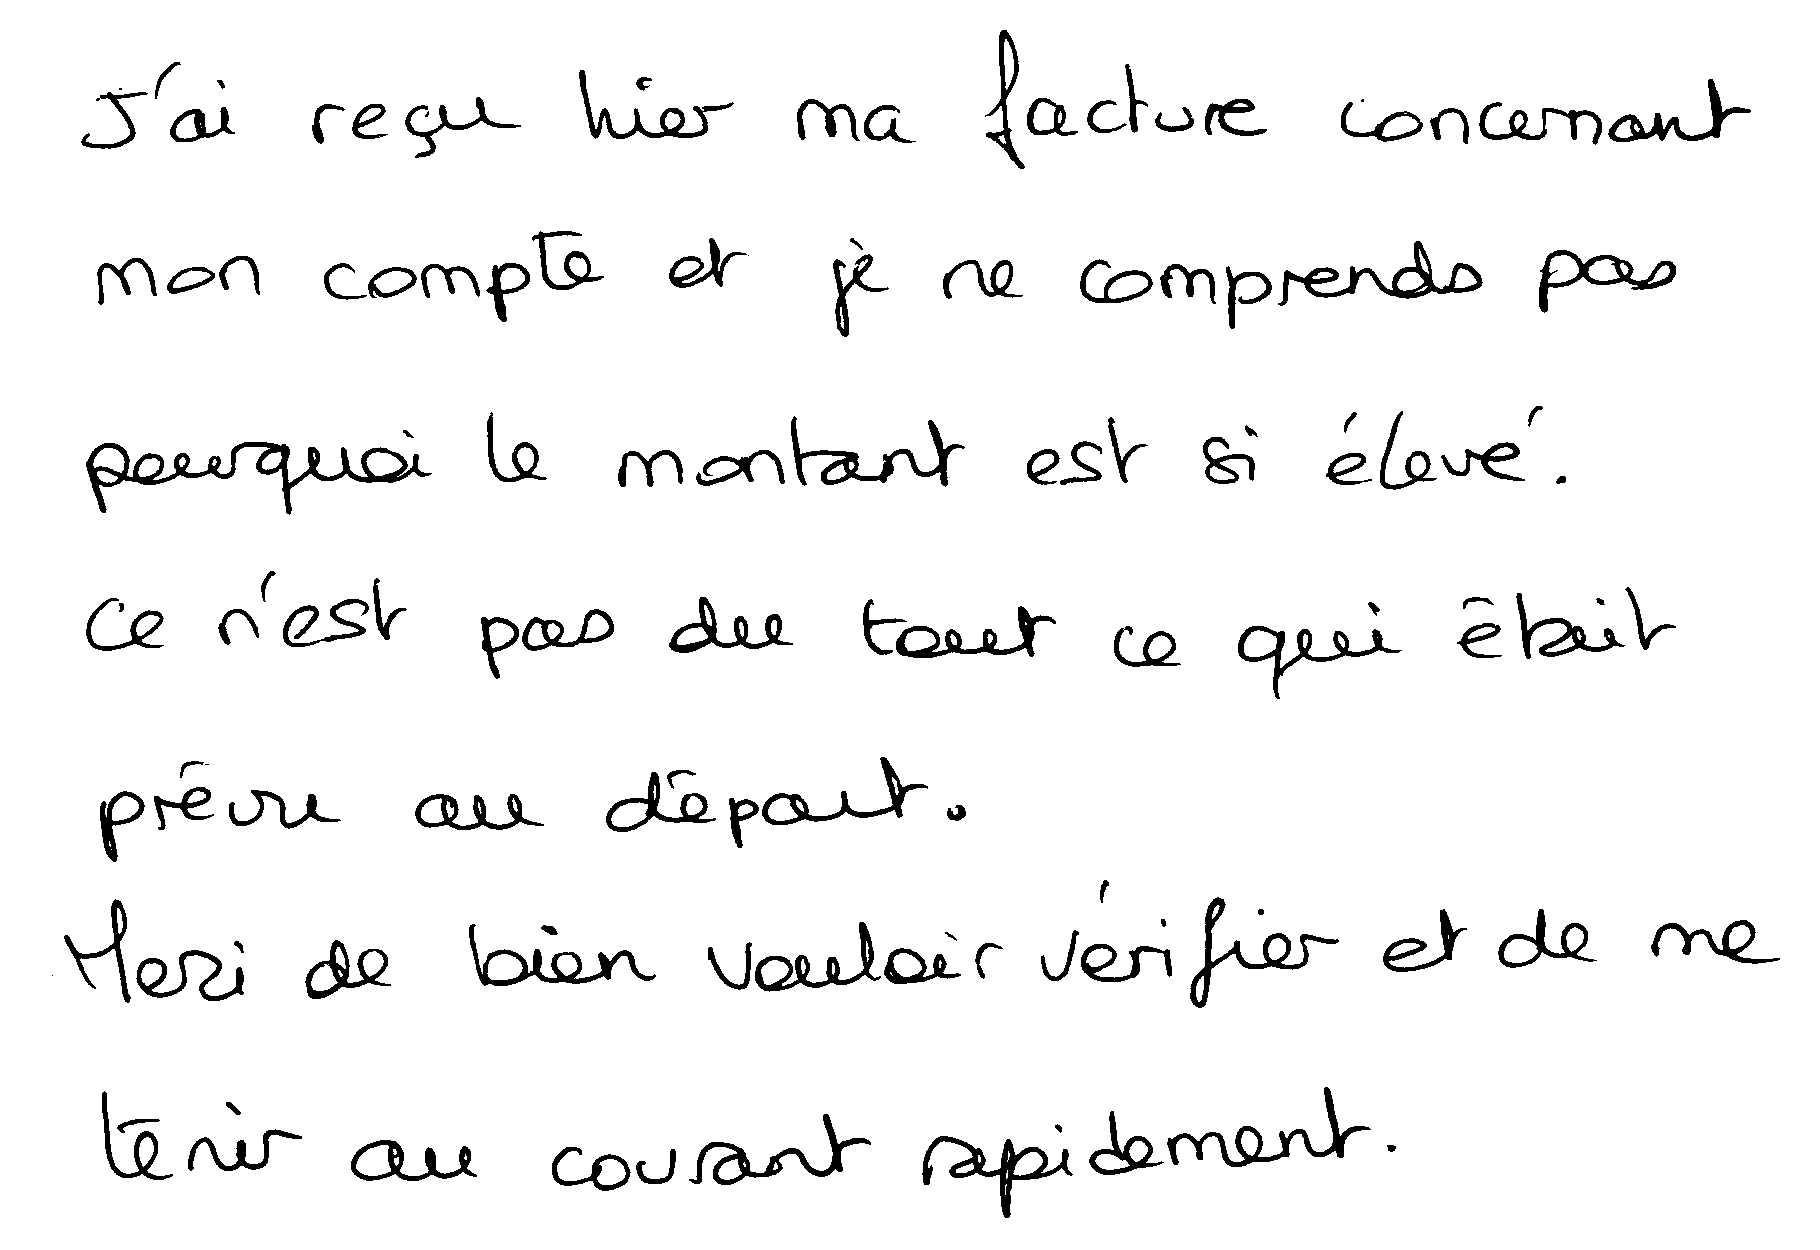 J'ai reçu hier ma facture concernant
mon compte et je ne comprends pas
pourquoi le montant est si élevé.
Ce n'est pas du tout ce qui était
prévu au départ.
Merci de bien vouloir vérifier et de me
tenir au courant rapidement.